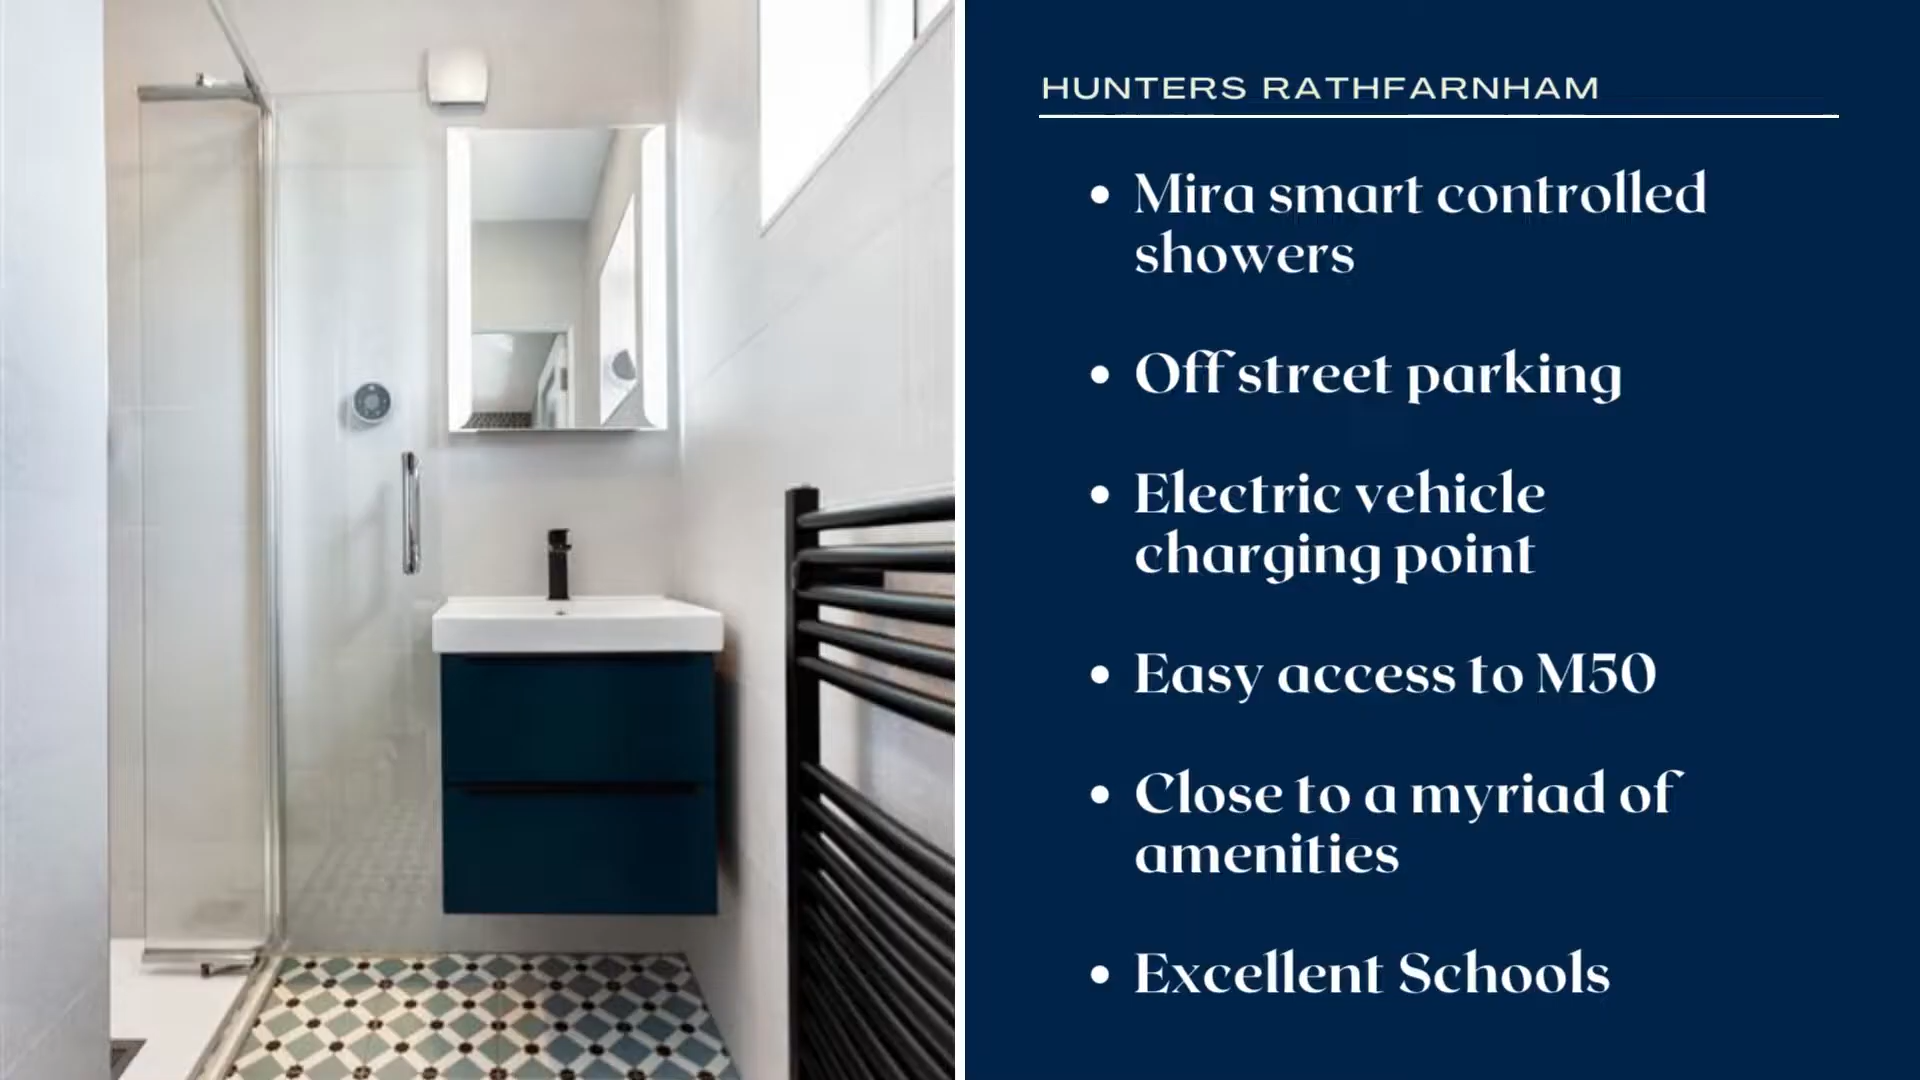 HUNTERS RATHFARNHAM
• Mira smart controlled
showers
• Off street parking
• Electric vehicle
charging point
• Easy access to M50
• Close to a myriad of
amenities
• Excellent Schools